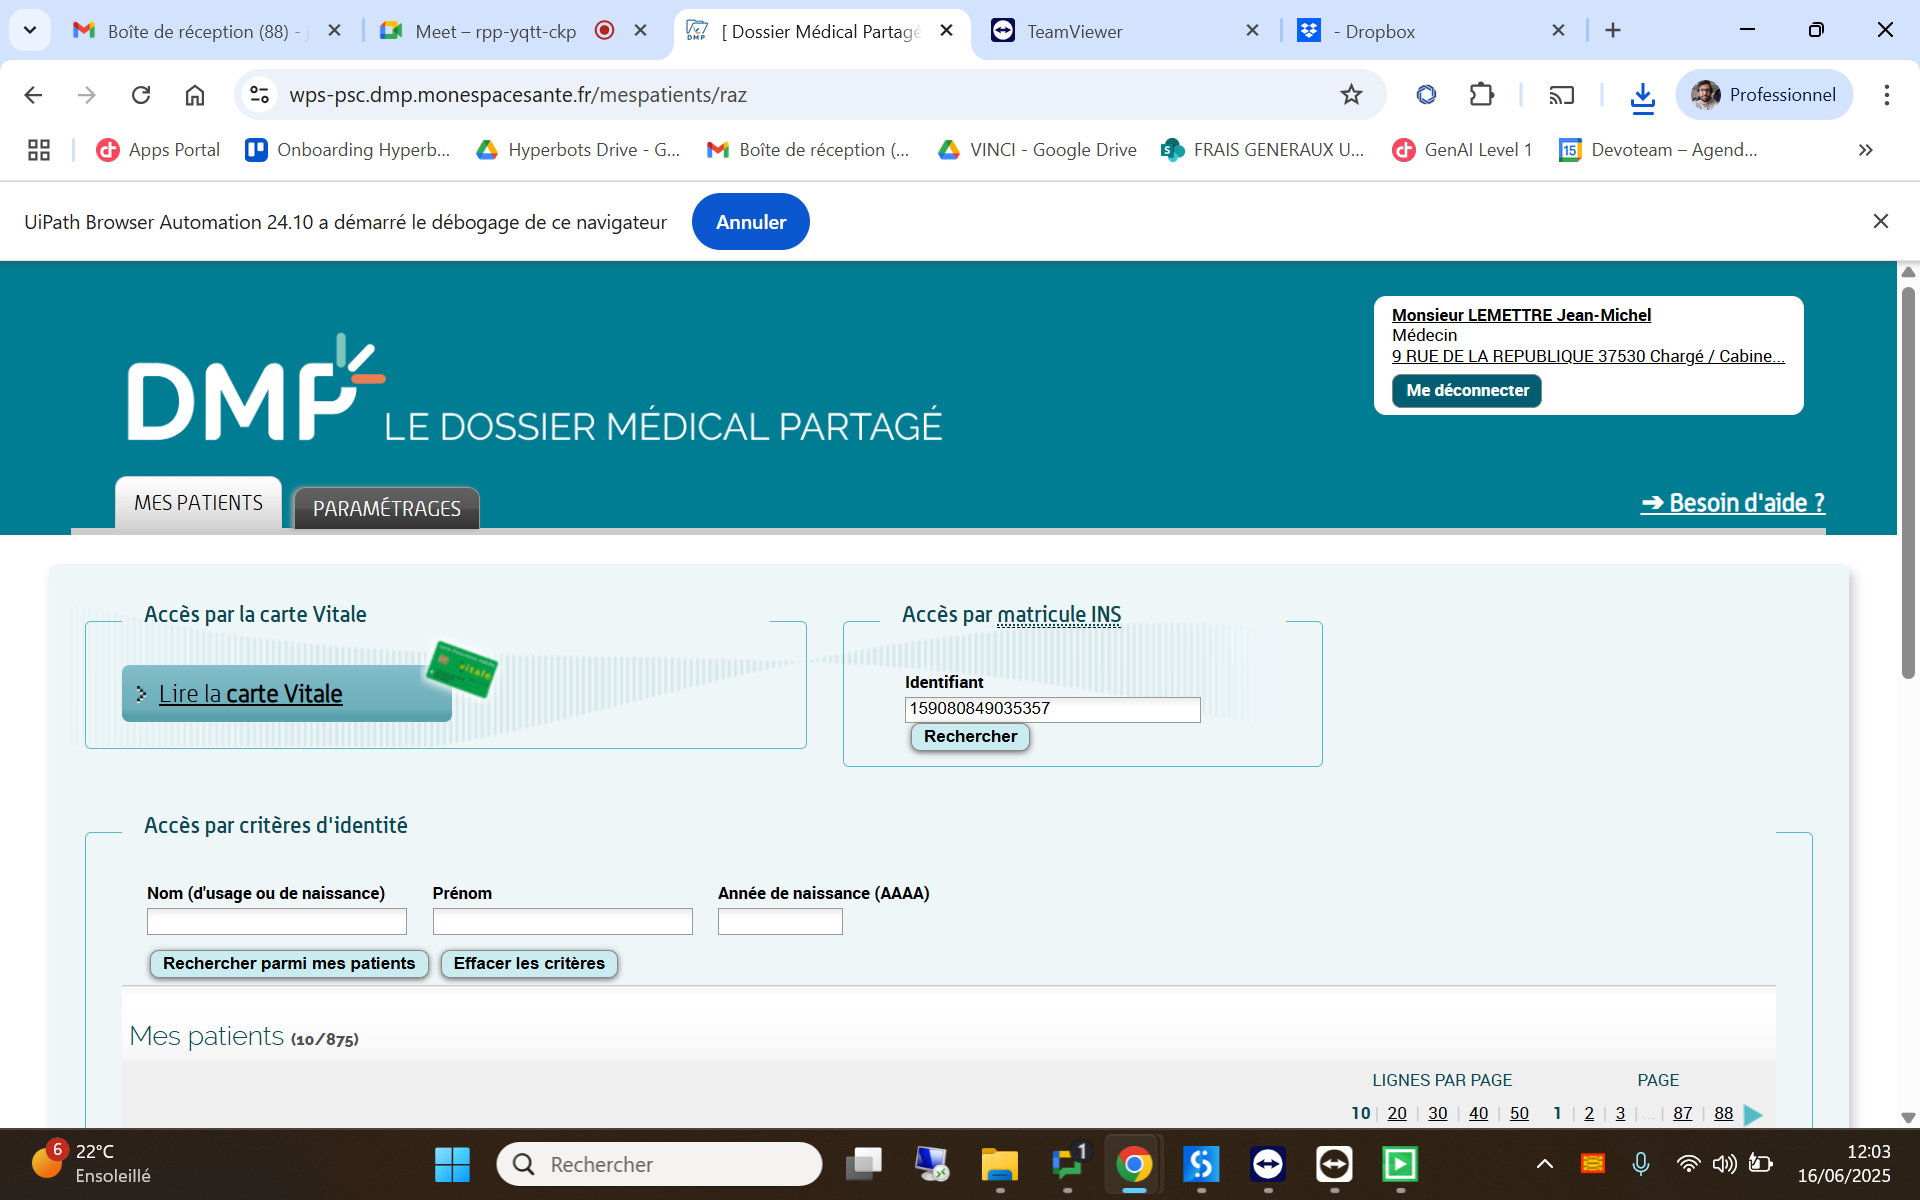 Boîte de réception (88) -
Meet – rpp-yqtt-ckp
[ Dossier Médical Partagé
TeamViewer
- Dropbox
wps-psc.dmp.monespacesante.fr/mespatients/raz
Professionnel
Apps Portal
Onboarding Hyperb...
Hyperbots Drive - G...
Boîte de réception (...
VINCI - Google Drive
FRAIS GENERAUX U...
GenAI Level 1
15
Devoteam – Agend...
UiPath Browser Automation 24.10 a démarré le débogage de ce navigateur
Annuler
Monsieur LEMETTRE Jean-Michel
Médecin
9 RUE DE LA REPUBLIQUE 37530 Chargé / Cabine...
Me déconnecter
DMP LE DOSSIER MÉDICAL PARTAGÉ
MES PATIENTS
PARAMÉTRAGES
➔ Besoin d'aide ?
Accès par la carte Vitale
Lire la carte Vitale
vitale
Accès par matricule INS
Identifiant
159080849035357
Rechercher
Accès par critères d'identité
Nom (d'usage ou de naissance)
Prénom
Année de naissance (AAAA)
Rechercher parmi mes patients
Effacer les critères
Mes patients (10/875)
LIGNES PAR PAGE
PAGE
10 | 20 | 30 | 40 | 50
1 | 2 | 3 | ... | 87 | 88
6
22°C
Ensoleillé
Rechercher
1
12:03
16/06/2025